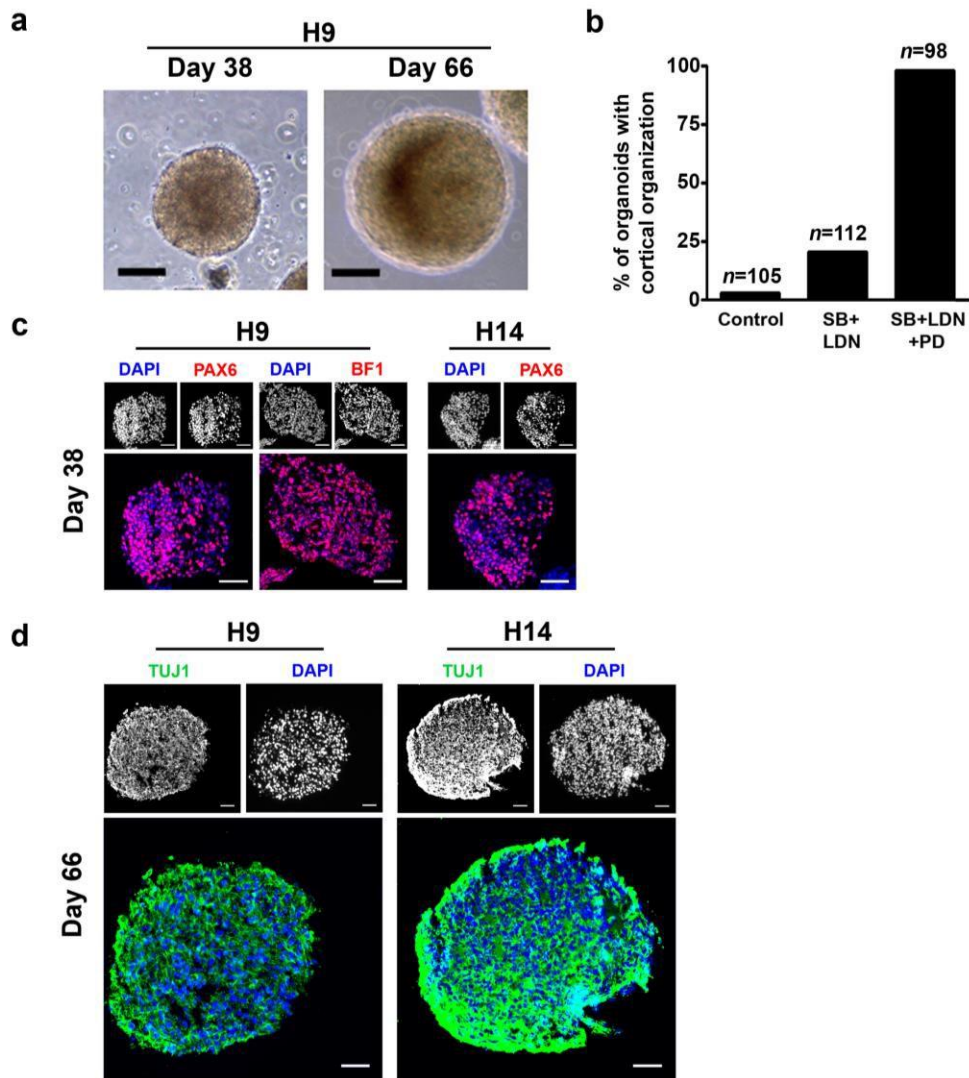 a
H9
Day 38 Day 66
b
% of organoids with
cortical organization
100
75
50
25
0
n=105
n=112
n=98
Control
SB+
LDN
SB+LDN
+PD
c
H9 H14
DAPI PAX6 DAPI BF1 DAPI PAX6
Day 38
d
H9 H14
TUJ1 DAPI TUJ1 DAPI
Day 66